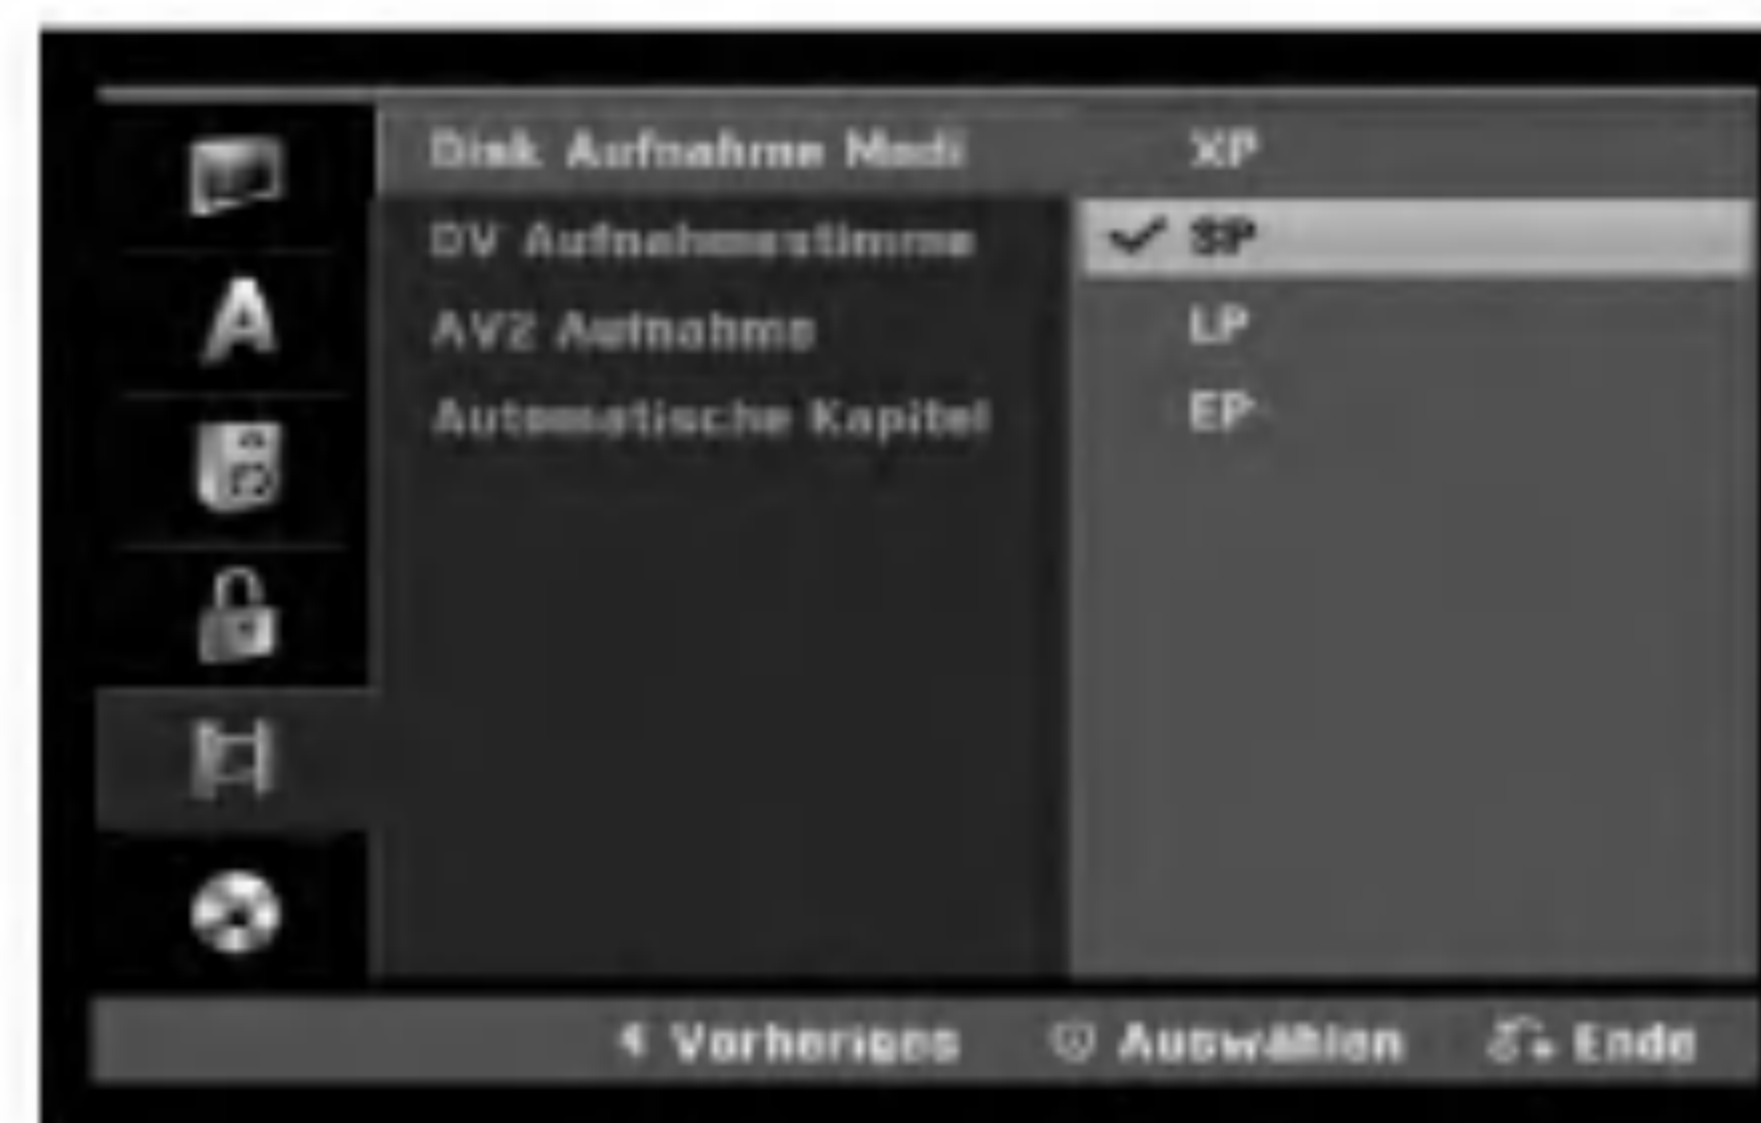 Disk Aufnahme Modi XP
DV Aufnahmestimme SP
AV2 Aufnahme LP
Automatische Kapitel EP
Vorheriges Auswählen Ende